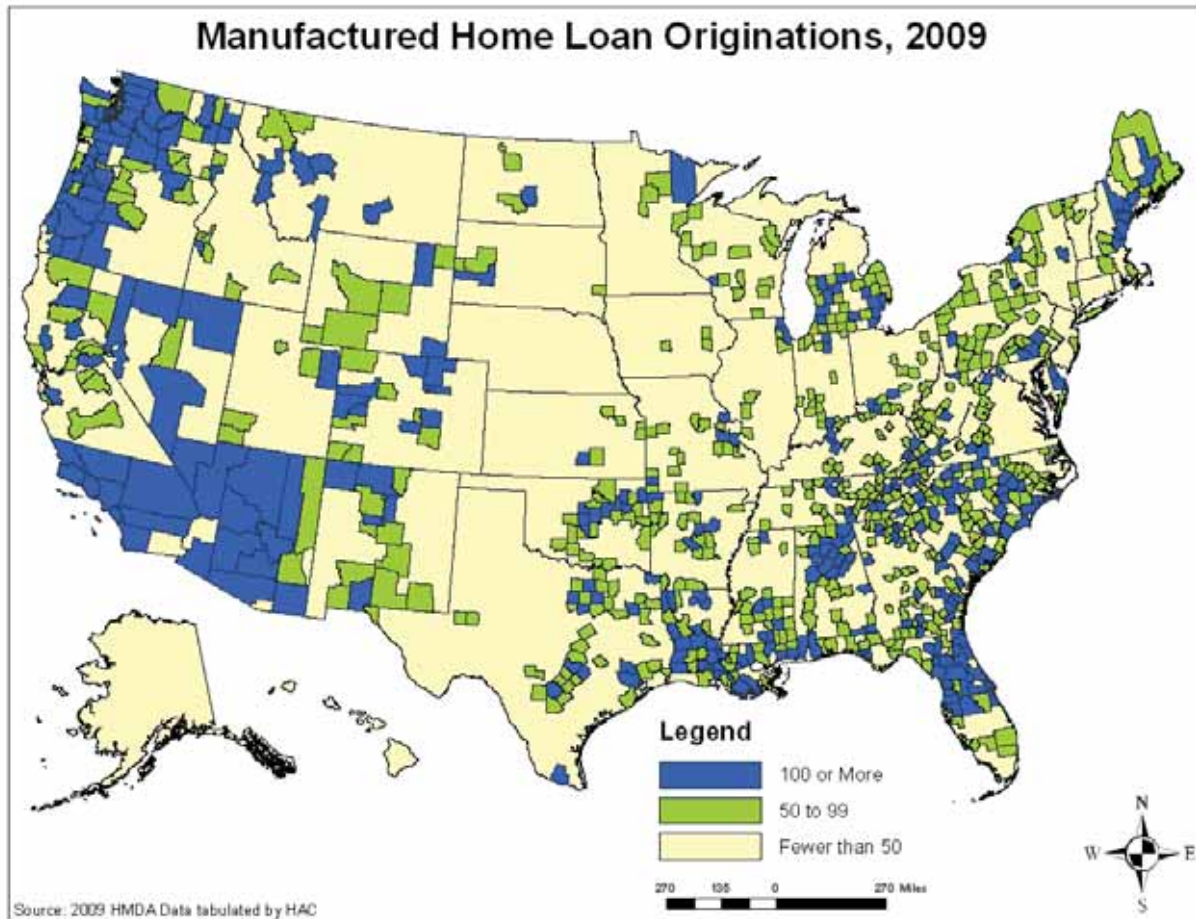 Manufactured Home Loan Originations, 2009
Legend
100 or More
50 to 99
Fewer than 50
270 135 0 270 Miles
N
W E
S
Source: 2009 HMDA Data tabulated by HAC